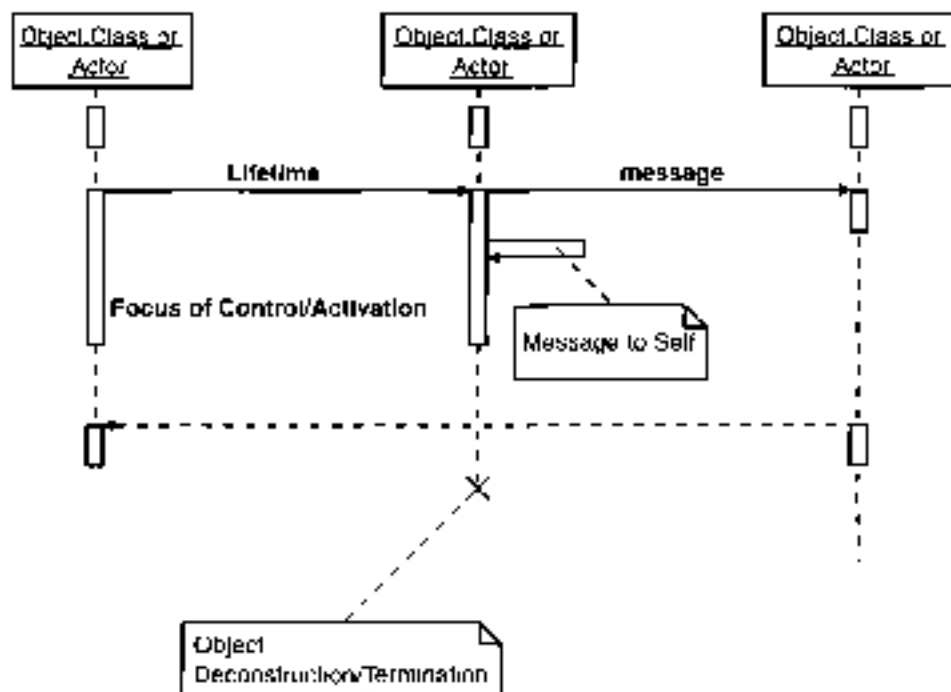 Object.Class or
Actor
Object.Class or
Actor
Object.Class or
Actor
Lifetime
message
Focus of Control/Activation
Message to Self
Object
Deconstruction/Termination